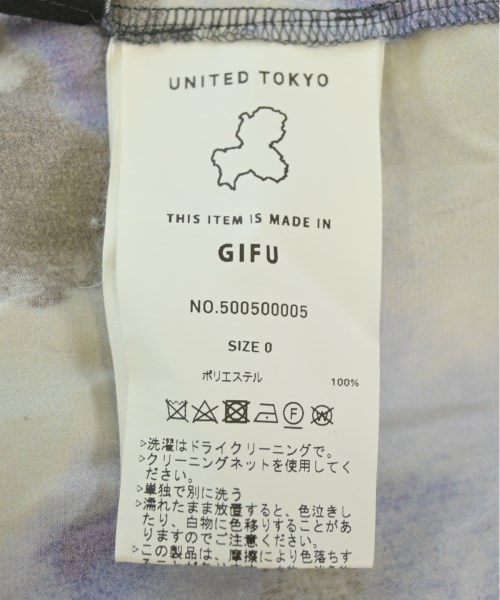 UNITED TOKYO
THIS ITEM IS MADE IN
GIFU
NO.500500005
SIZE 0
ポリエステル 100%
F W
>洗濯はドライクリーニングで。
>クリーニングネットを使用してく
ださい。
>単独で別に洗う
>濡れたまま放置すると、色泣きし
たり、白物に色移りすることがあ
りますのでご注意ください。
>この製品は、摩擦により色落ちす